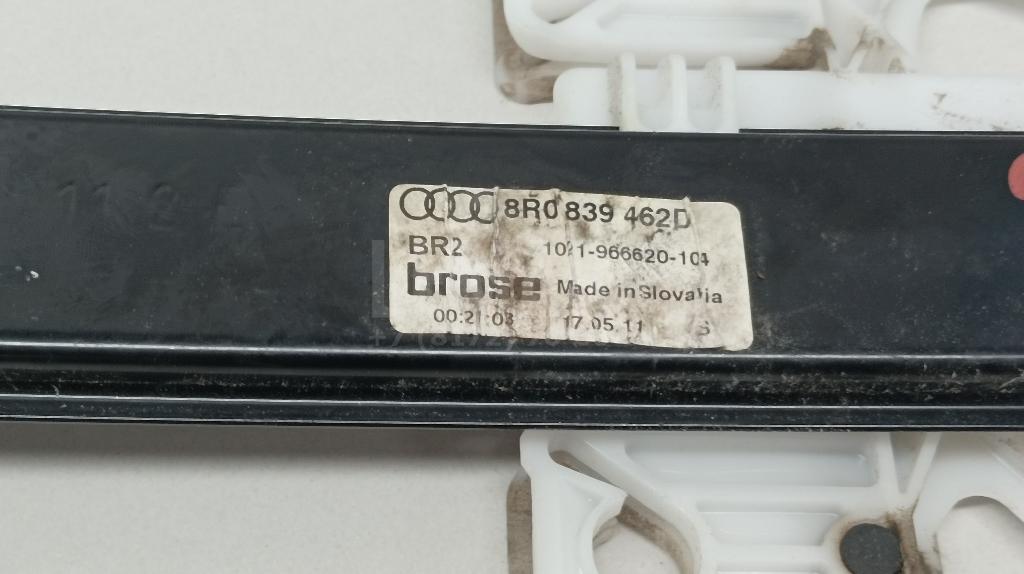 8R0 839 462D
BR2 1021-966620-104
brose Made in Slovakia
00:21:03 17.05.11